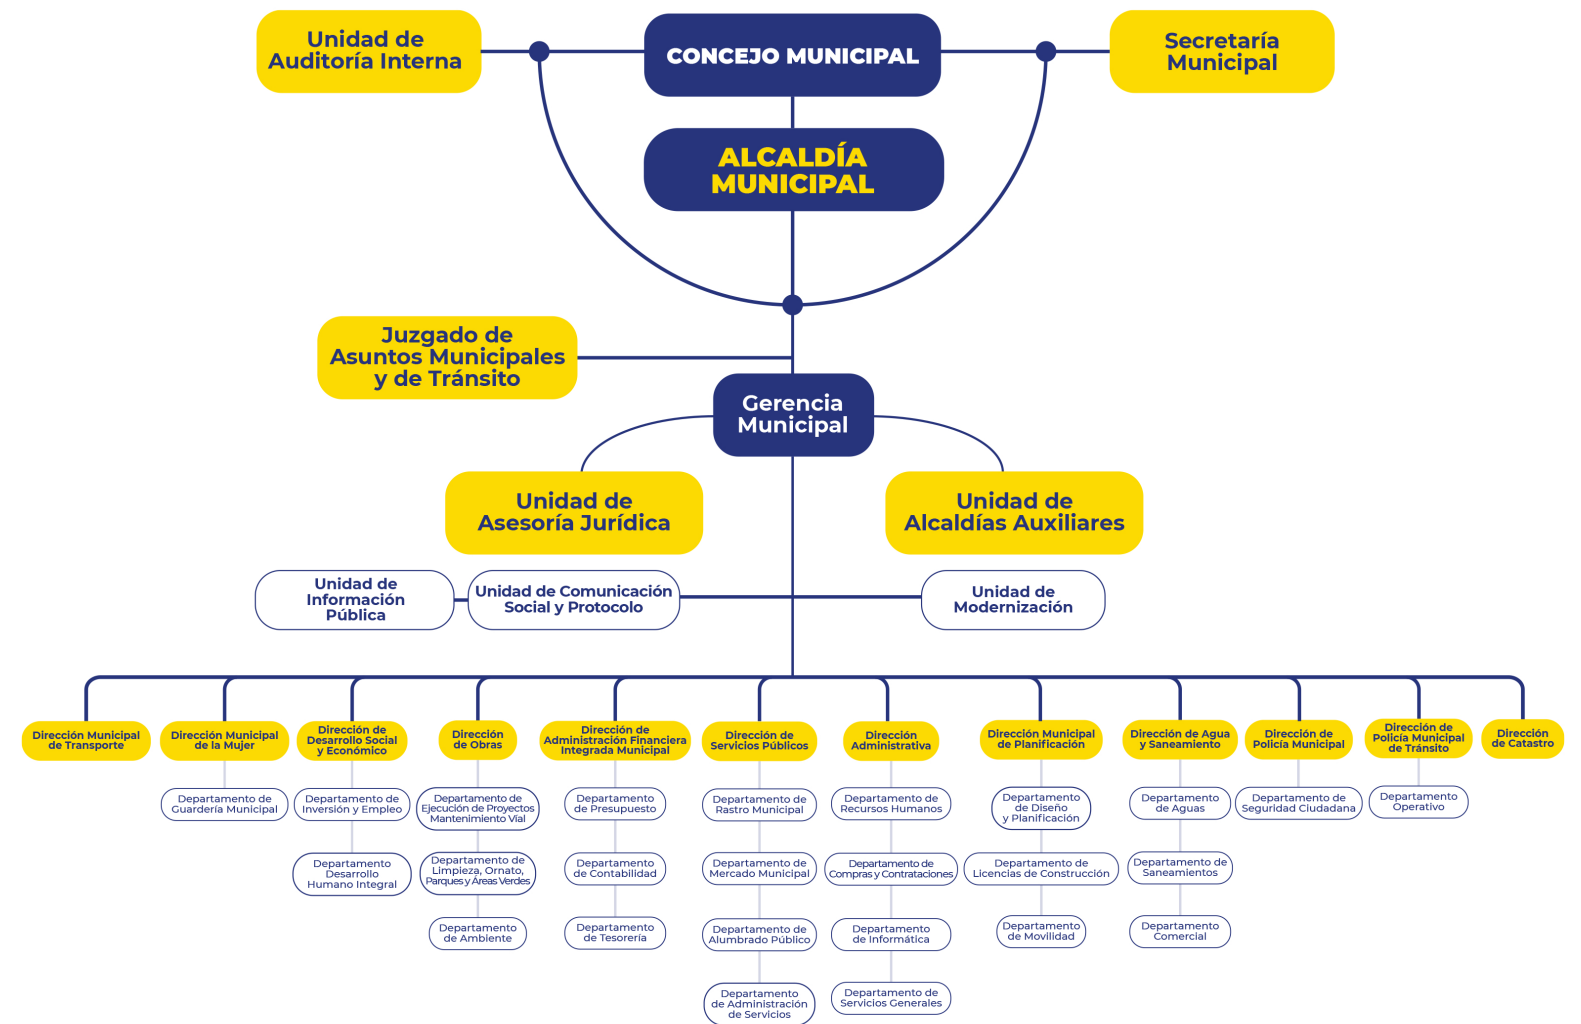 Unidad de
Auditoría Interna
CONCEJO MUNICIPAL
Secretaría
Municipal
ALCALDÍA
MUNICIPAL
Juzgado de
Asuntos Municipales
y de Tránsito
Gerencia
Municipal
Unidad de
Asesoría Jurídica
Unidad de
Alcaldías Auxiliares
Unidad de
Información
Pública
Unidad de Comunicación
Social y Protocolo
Unidad de
Modernización
Dirección Municipal
de Transporte
Dirección Municipal
de la Mujer
Dirección de
Desarrollo Social
y Económico
Dirección
de Obras
Dirección de
Administración Financiera
Integrada Municipal
Dirección de
Servicios Públicos
Dirección
Administrativa
Dirección Municipal
de Planificación
Dirección de Agua
y Saneamiento
Dirección de
Policía Municipal
Dirección de
Policía Municipal
de Tránsito
Dirección
de Catastro
Departamento de
Guardería Municipal
Departamento de
Inversión y Empleo
Departamento de
Ejecución de Proyectos
Mantenimiento Vial
Departamento
de Presupuesto
Departamento de
Rastro Municipal
Departamento de
Recursos Humanos
Departamento
de Diseño
y Planificación
Departamento
de Aguas
Departamento de
Seguridad Ciudadana
Departamento
Operativo
Departamento
Desarrollo
Humano Integral
Departamento de
Limpieza, Ornato,
Parques y Áreas Verdes
Departamento
de Contabilidad
Departamento de
Mercado Municipal
Departamento de
Compras y Contrataciones
Departamento de
Licencias de Construcción
Departamento de
Saneamientos
Departamento
de Ambiente
Departamento
de Tesorería
Departamento de
Alumbrado Público
Departamento
de Informática
Departamento
de Movilidad
Departamento
Comercial
Departamento
de Administración
de Servicios
Departamento de
Servicios Generales